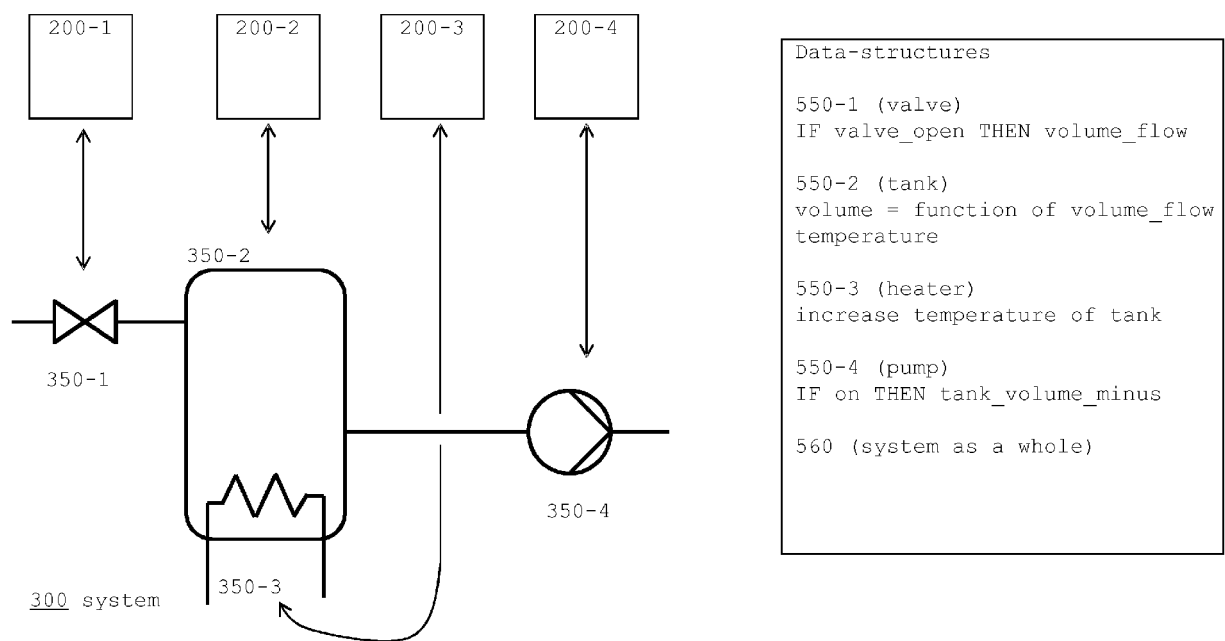 200-1
200-2
200-3
200-4
350-2
350-1
350-4
350-3
300 system
Data-structures
550-1 (valve)
IF valve_open THEN volume_flow
550-2 (tank)
volume = function of volume_flow
temperature
550-3 (heater)
increase temperature of tank
550-4 (pump)
IF on THEN tank_volume_minus
560 (system as a whole)